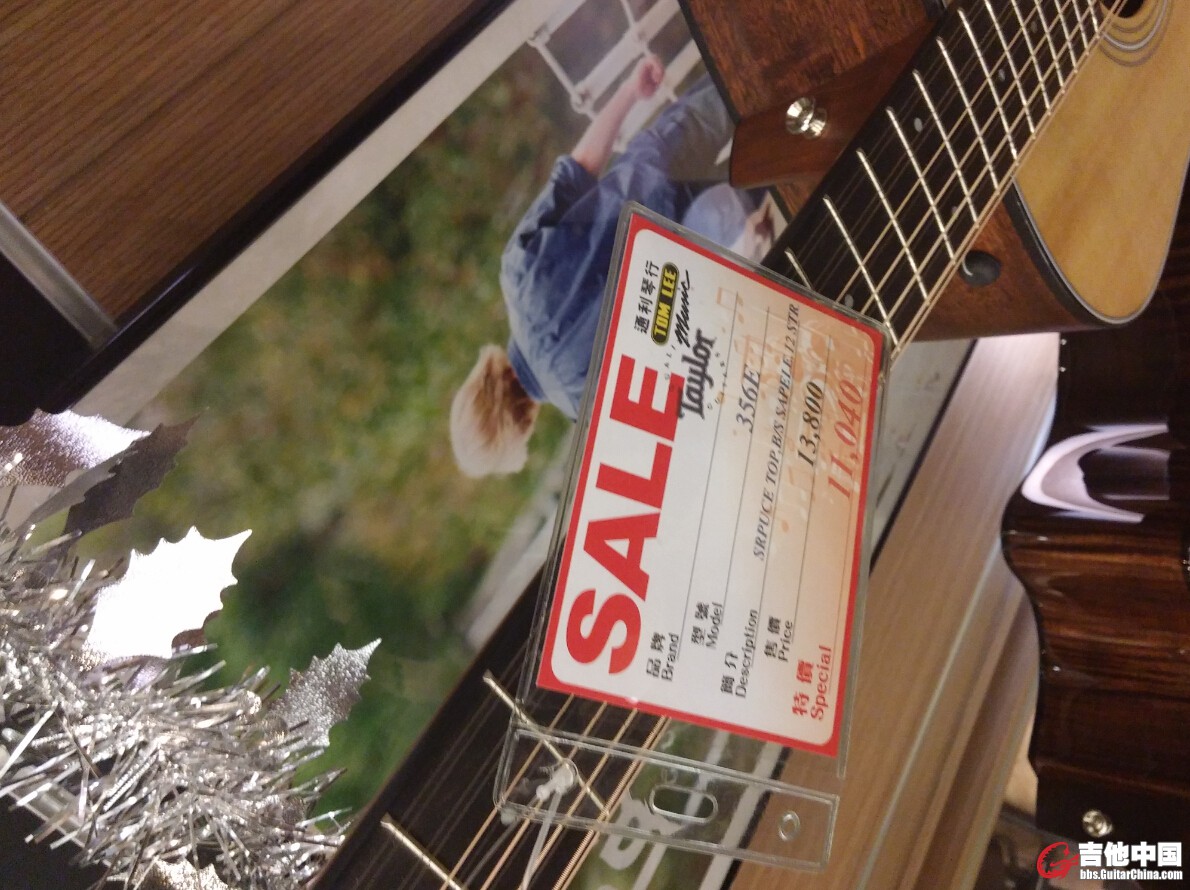 通利琴行
TOM LEE
Music
SALE
Taylor
品牌
Brand
型號 356E
Model
簡介 SRPUCE TOP.B/S SAPELE.12 STR
Description
售價 13,800
Price
特價 11,040
Special
吉他中国
bbs.GuitarChina.com